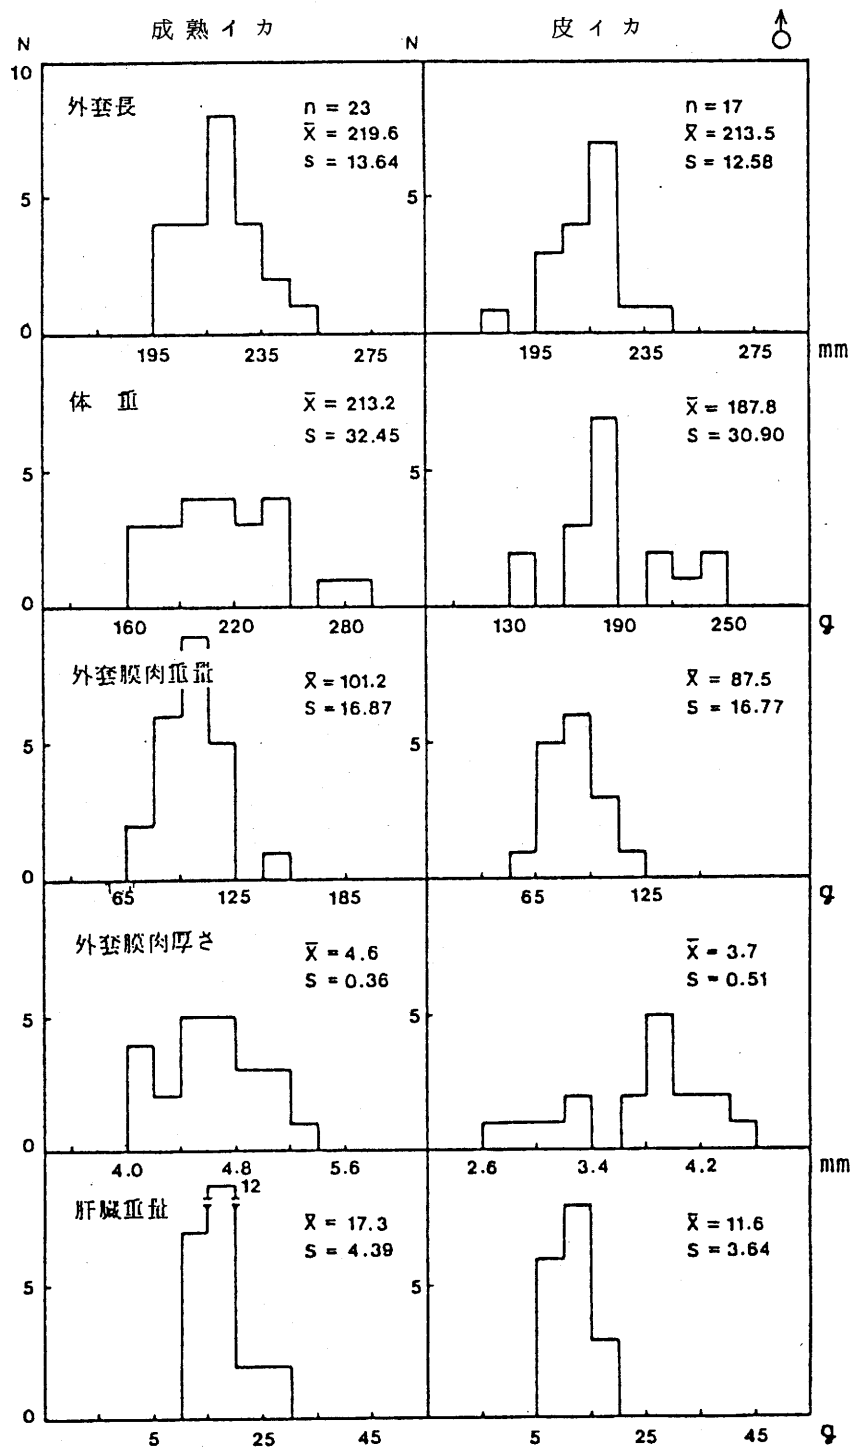 成熟イカ 皮イカ ♂
N N
10
外套長 n = 23 n = 17
x̄ = 219.6 x̄ = 213.5
s = 13.64 s = 12.58
5 5
0
195 235 275 195 235 275 mm
体重 x̄ = 213.2 x̄ = 187.8
s = 32.45 s = 30.90
5 5
0
160 220 280 130 190 250 g
外套膜肉重量 x̄ = 101.2 x̄ = 87.5
s = 16.87 s = 16.77
5 5
0
65 125 185 65 125 g
外套膜肉厚さ x̄ = 4.6 x̄ = 3.7
s = 0.36 s = 0.51
5 5
0
4.0 4.8 5.6 2.6 3.4 4.2 mm
12
肝臓重量 x̄ = 17.3 x̄ = 11.6
s = 4.39 s = 3.64
5 5
0
5 25 45 5 25 45 g